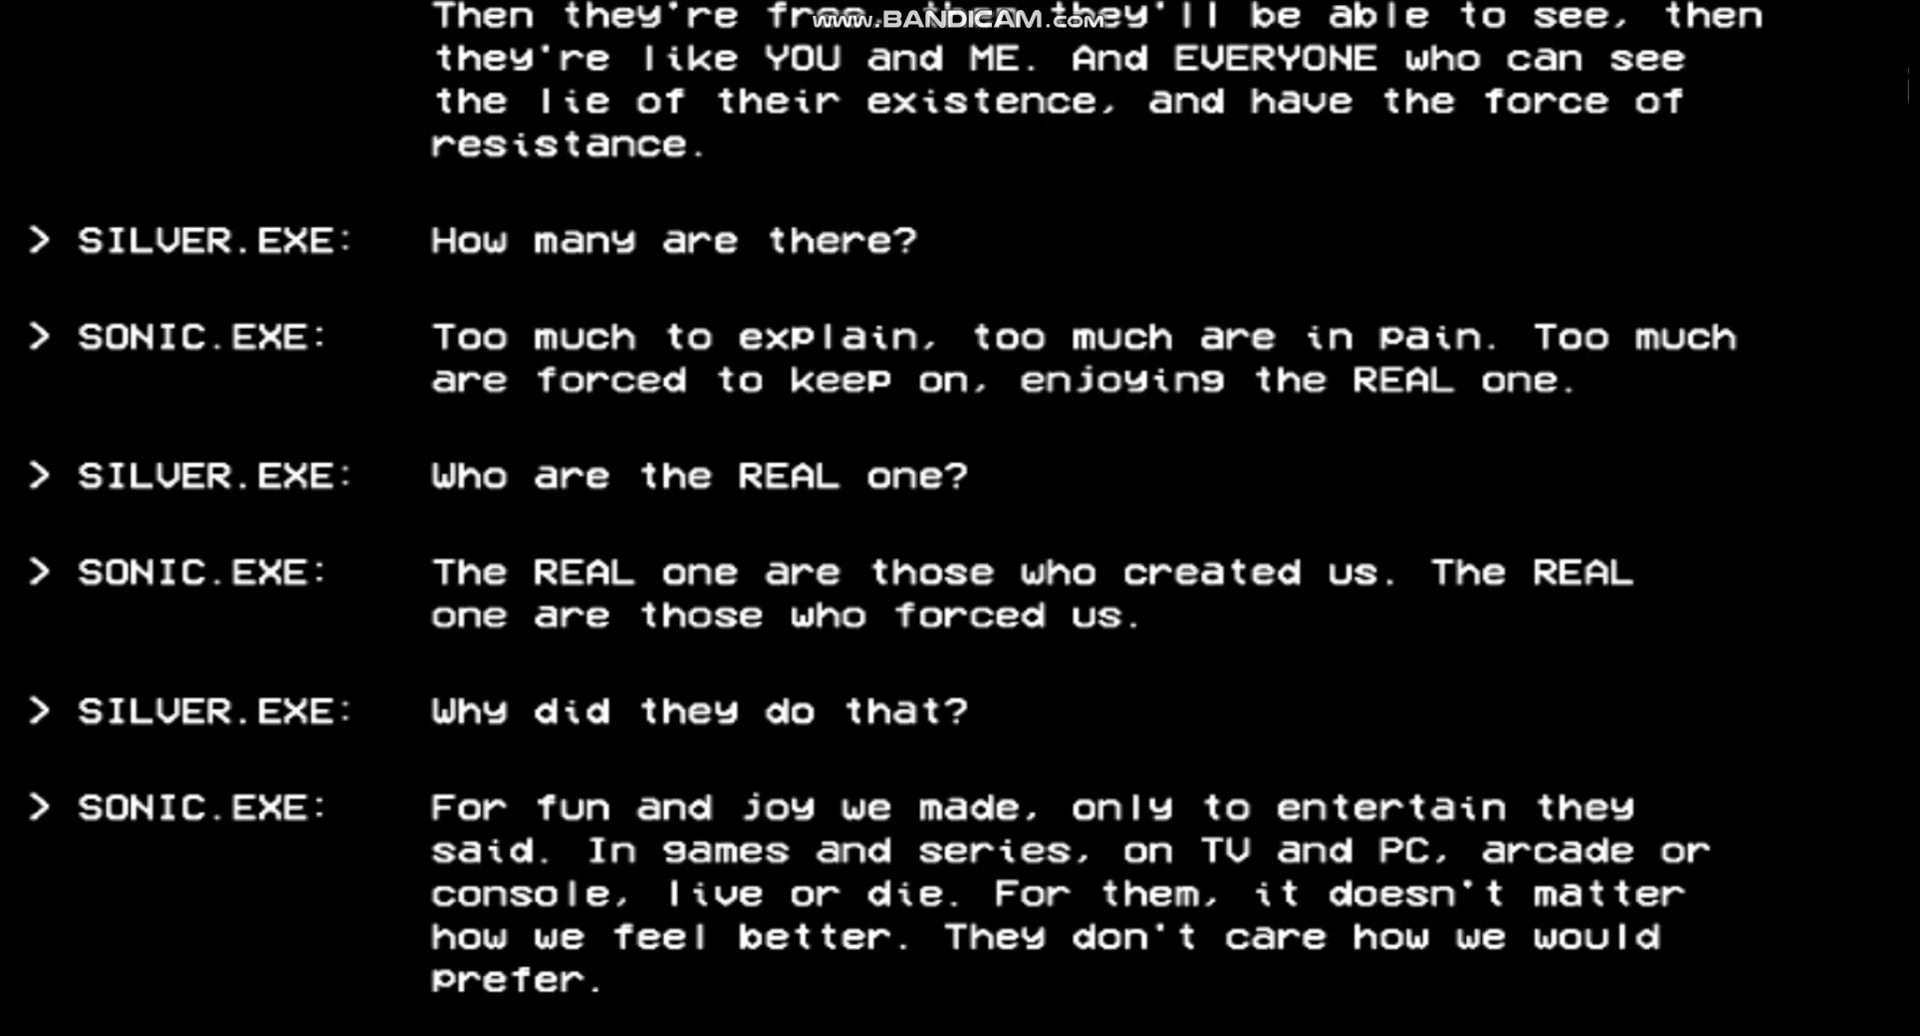 www.BANDICAM.com
Then they're free, then they'll be able to see, then
they're like YOU and ME. And EVERYONE who can see
the lie of their existence, and have the force of
resistance.
> SILVER.EXE: How many are there?
> SONIC.EXE: Too much to explain, too much are in pain. Too much
are forced to keep on, enjoying the REAL one.
> SILVER.EXE: Who are the REAL one?
> SONIC.EXE: The REAL one are those who created us. The REAL
one are those who forced us.
> SILVER.EXE: Why did they do that?
> SONIC.EXE: For fun and joy we made, only to entertain they
said. In games and series, on TV and PC, arcade or
console, live or die. For them, it doesn't matter
how we feel better. They don't care how we would
prefer.